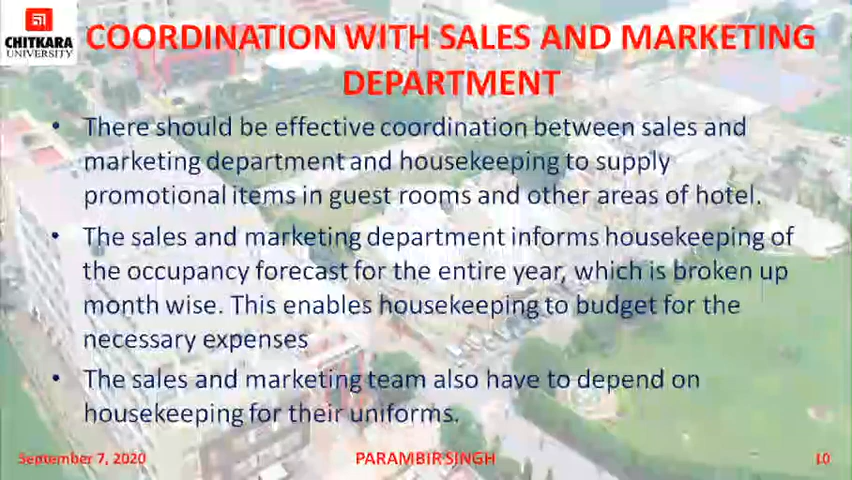 CHITKARA
UNIVERSITY
COORDINATION WITH SALES AND MARKETING
DEPARTMENT
• There should be effective coordination between sales and
marketing department and housekeeping to supply
promotional items in guest rooms and other areas of hotel.
• The sales and marketing department informs housekeeping of
the occupancy forecast for the entire year, which is broken up
month wise. This enables housekeeping to budget for the
necessary expenses
• The sales and marketing team also have to depend on
housekeeping for their uniforms.
September 7, 2020
PARAMBIR SINGH
10